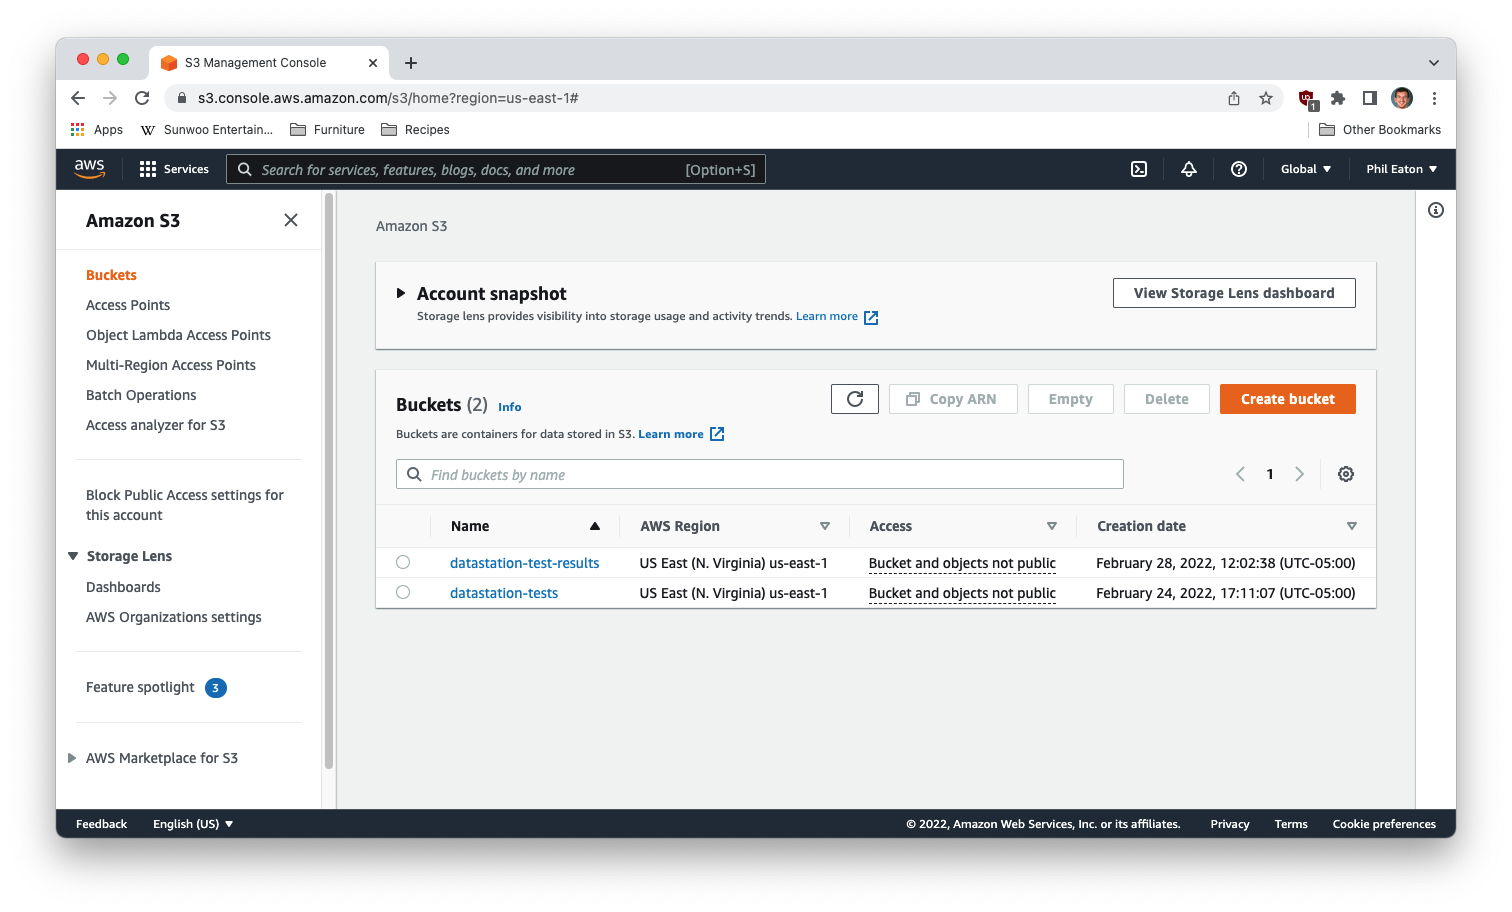 S3 Management Console
s3.console.aws.amazon.com/s3/home?region=us-east-1#
1
Apps
W Sunwoo Entertain...
Furniture
Recipes
Other Bookmarks
aws
Services
Search for services, features, blogs, docs, and more
[Option+S]
Global
Phil Eaton
Amazon S3
Buckets
Access Points
Object Lambda Access Points
Multi-Region Access Points
Batch Operations
Access analyzer for S3
Block Public Access settings for
this account
Storage Lens
Dashboards
AWS Organizations settings
Feature spotlight 3
AWS Marketplace for S3
Amazon S3
Account snapshot
Storage lens provides visibility into storage usage and activity trends. Learn more
View Storage Lens dashboard
Buckets (2) Info
Buckets are containers for data stored in S3. Learn more
Copy ARN
Empty
Delete
Create bucket
Find buckets by name
1
Name AWS Region Access Creation date
datastation-test-results US East (N. Virginia) us-east-1 Bucket and objects not public February 28, 2022, 12:02:38 (UTC-05:00)
datastation-tests US East (N. Virginia) us-east-1 Bucket and objects not public February 24, 2022, 17:11:07 (UTC-05:00)
Feedback
English (US)
© 2022, Amazon Web Services, Inc. or its affiliates.
Privacy
Terms
Cookie preferences